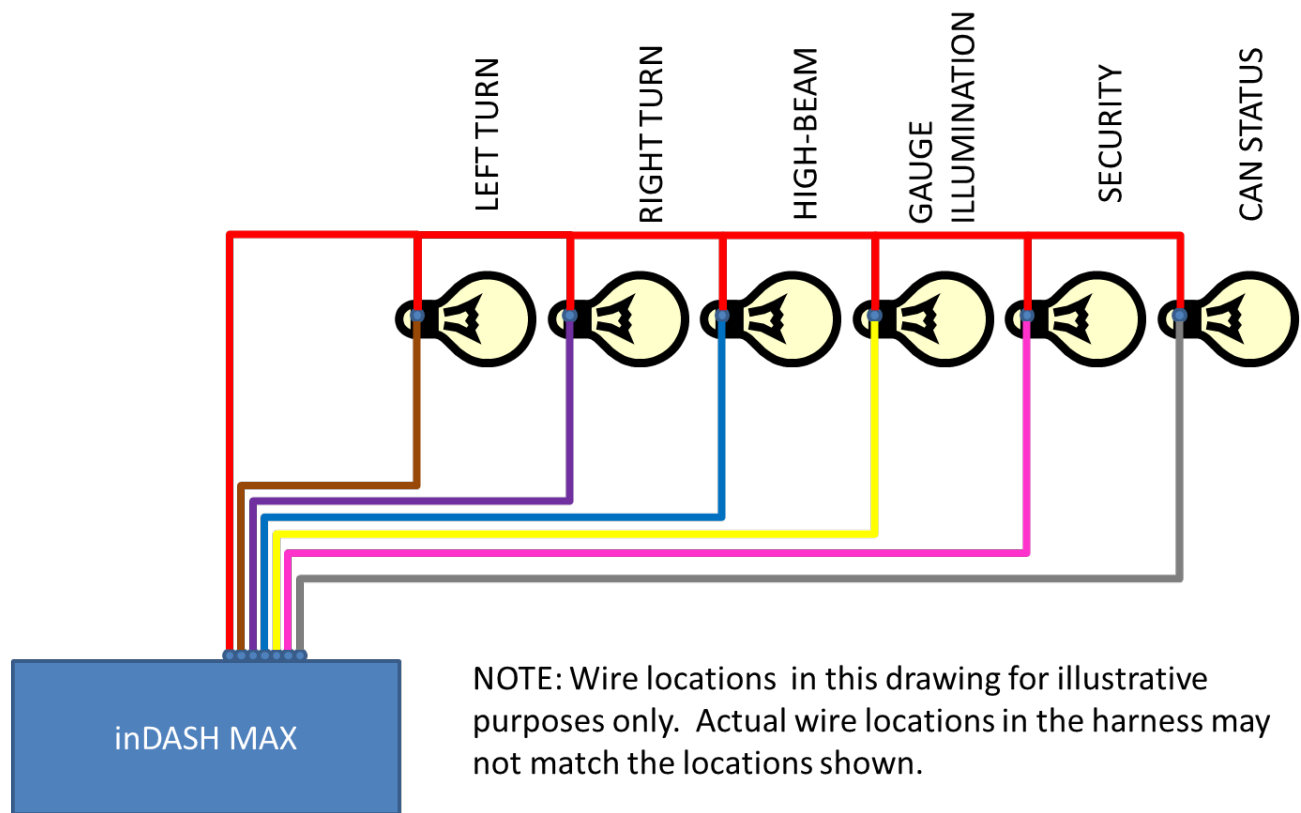 LEFT TURN
RIGHT TURN
HIGH-BEAM
GAUGE
ILLUMINATION
SECURITY
CAN STATUS
inDASH MAX
NOTE: Wire locations  in this drawing for illustrative
purposes only.  Actual wire locations in the harness may
not match the locations shown.